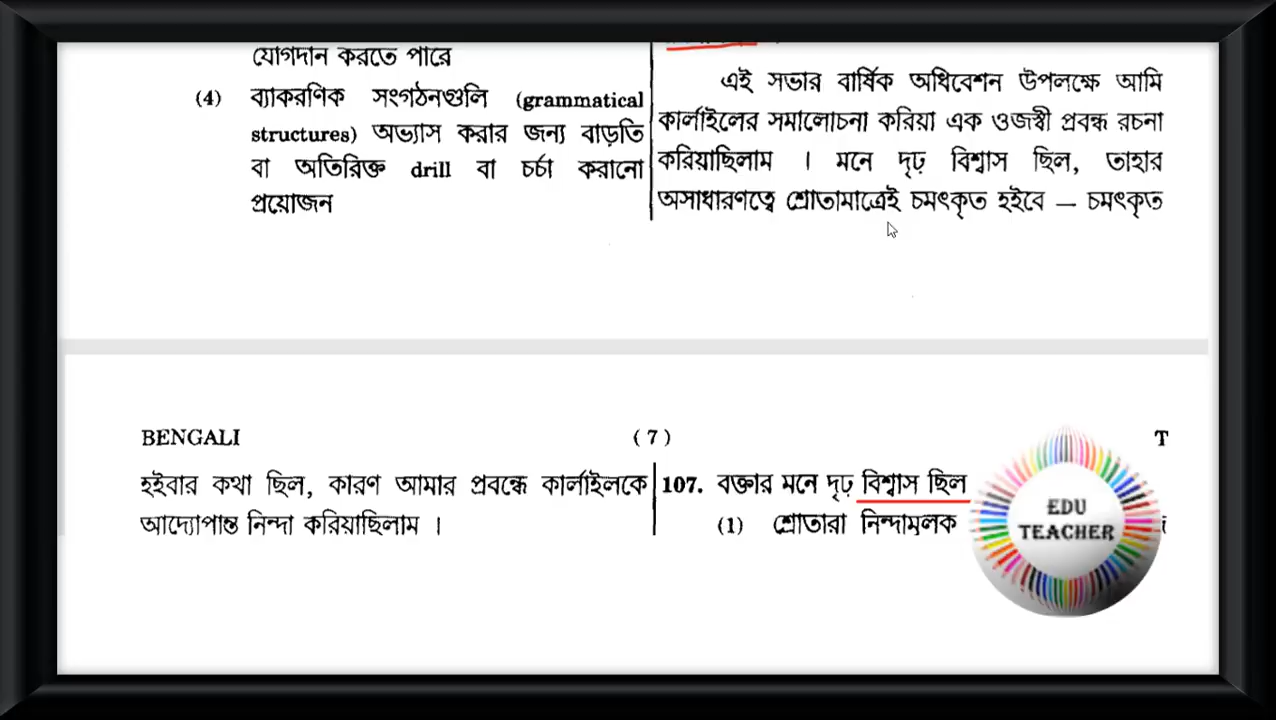 যোগদান করতে পারে
(4) ব্যাকরণিক সংগঠনগুলি (grammatical
structures) অভ্যাস করার জন্য বাড়তি
বা অতিরিক্ত drill বা চর্চা করানো
প্রয়োজন
এই সভার বার্ষিক অধিবেশন উপলক্ষে আমি
কার্লাইলের সমালোচনা করিয়া এক ওজস্বী প্রবন্ধ রচনা
করিয়াছিলাম । মনে দৃঢ় বিশ্বাস ছিল, তাহার
অসাধারণত্বে শ্রোতামাত্রেই চমৎকৃত হইবে — চমৎকৃত
BENGALI
( 7 )
T
হইবার কথা ছিল, কারণ আমার প্রবন্ধে কার্লাইলকে
আদ্যোপান্ত নিন্দা করিয়াছিলাম ।
107. বক্তার মনে দৃঢ় বিশ্বাস ছিল
(1) শ্রোতারা নিন্দামূলক
EDU
TEACHER